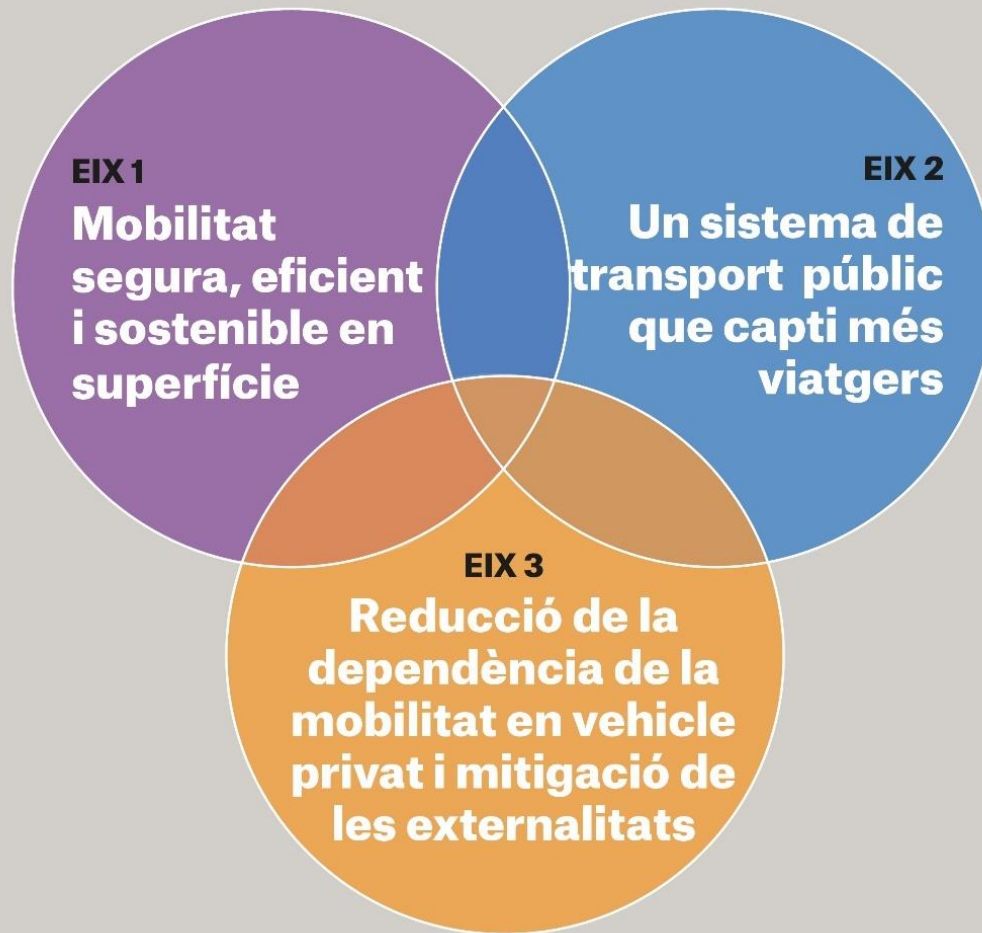 EIX 1
Mobilitat
segura, eficient
i sostenible en
superfície
EIX 2
Un sistema de
transport públic
que capti més
viatgers
EIX 3
Reducció de la
dependència de la
mobilitat en vehicle
privat i mitigació de
les externalitats